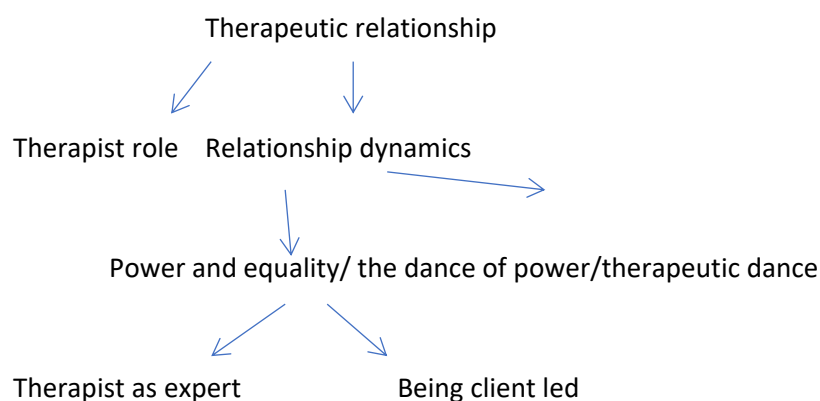 Therapeutic relationship
Therapist role Relationship dynamics
Power and equality/ the dance of power/therapeutic dance
Therapist as expert Being client led